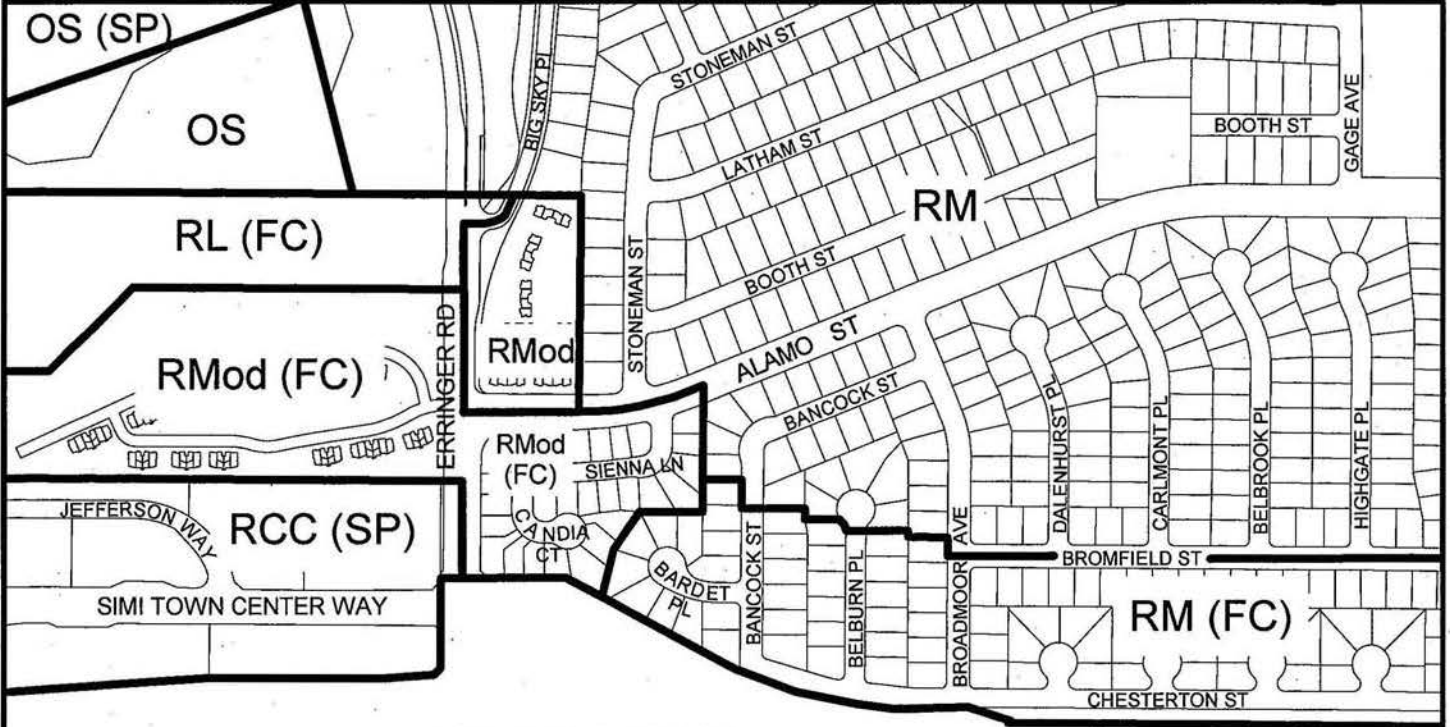 OS (SP)
OS
BIG SKY Pl
STONEMAN ST
LATHAM ST
BOOTH ST
GAGE AVE
RM
RL (FC)
STONEMAN ST
BOOTH ST
ERRINGER RD
RMod
ALAMO ST
RMod (FC)
BANCOCK ST
DALENHURST PL
CARLMONT PL
BELBROOK PL
HIGHGATE PL
RMod
(FC)
SIENNA LN
JEFFERSON WAY
RCC (SP)
CANDIA
CT
BROADMOOR AVE
BROMFIELD ST
BARDET
PL
BANCOCK ST
BELBURN PL
SIMI TOWN CENTER WAY
RM (FC)
CHESTERTON ST